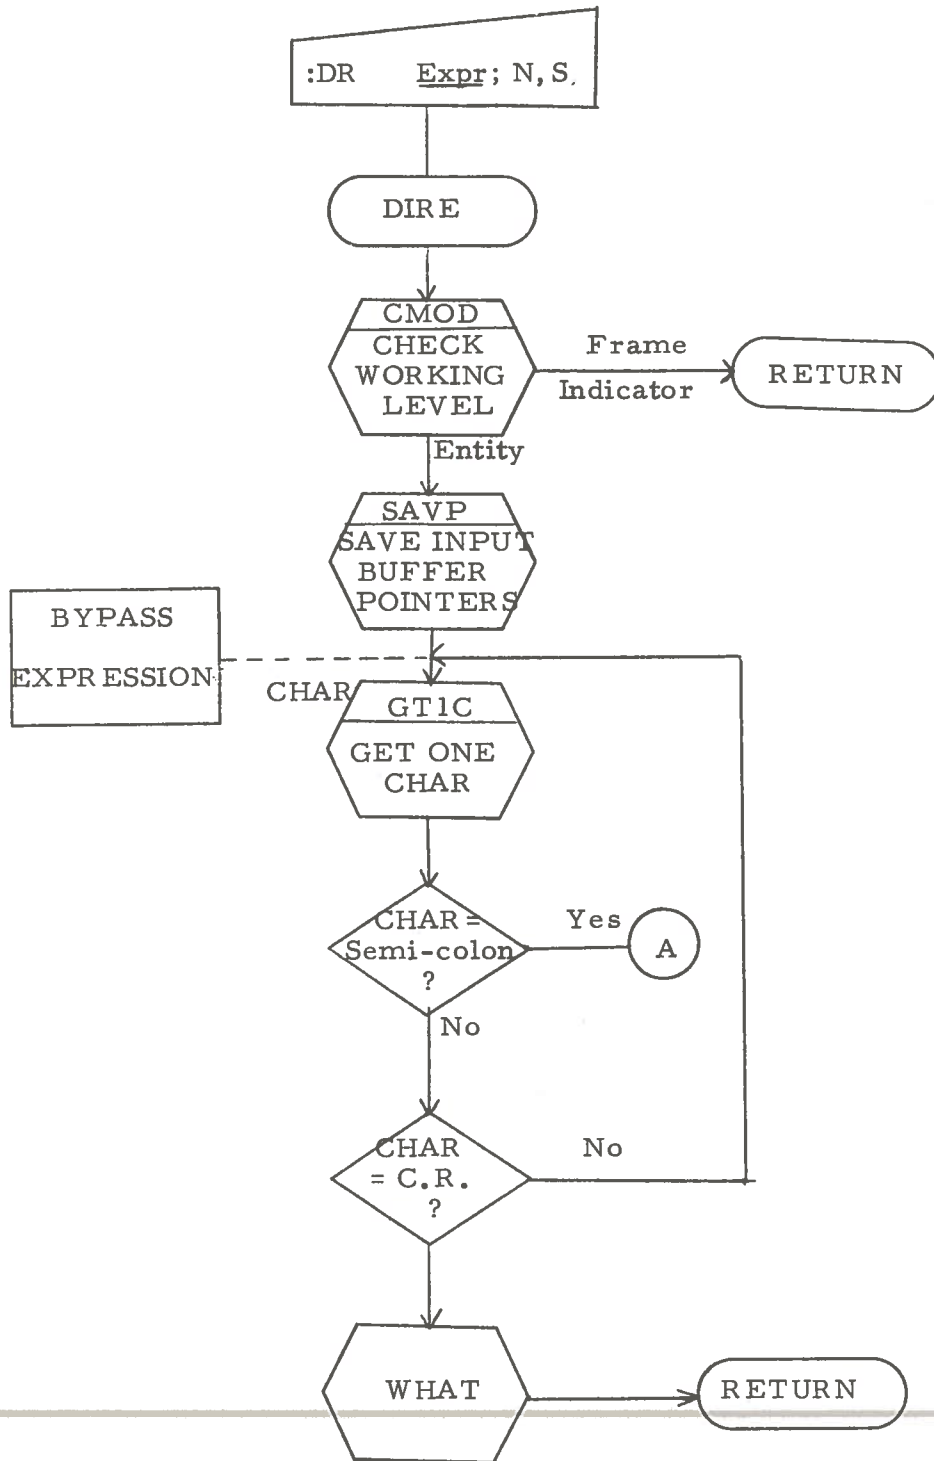 :DR Expr; N, S.
DIRE
CMOD
CHECK
WORKING
LEVEL
Frame
Indicator
RETURN
Entity
SAVP
SAVE INPUT
BUFFER
POINTERS
BYPASS
EXPRESSION
CHAR
GT1C
GET ONE
CHAR
CHAR =
Semi-colon
?
Yes
A
No
CHAR
= C.R.
?
No
WHAT
RETURN